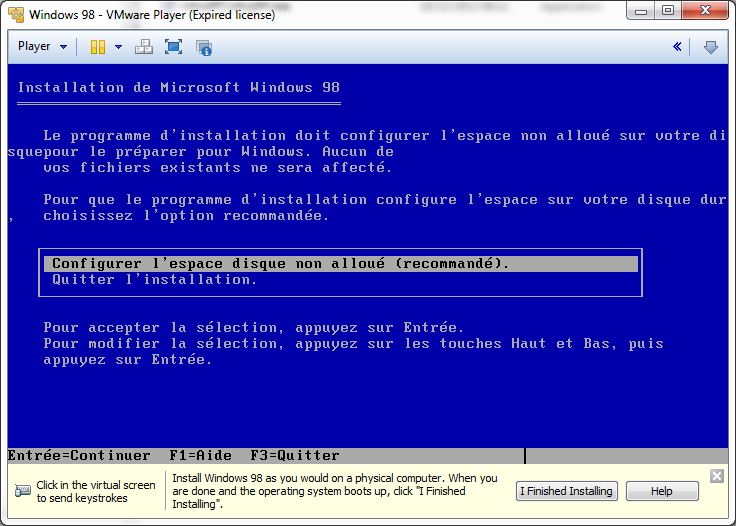 Windows 98 - VMware Player (Expired license)
Player
Installation de Microsoft Windows 98
Le programme d'installation doit configurer l'espace non alloué sur votre di
squepour le préparer pour Windows. Aucun de
vos fichiers existants ne sera affecté.
Pour que le programme d'installation configure l'espace sur votre disque dur
, choisissez l'option recommandée.
Configurer l'espace disque non alloué (recommandé).
Quitter l'installation.
Pour accepter la sélection, appuyez sur Entrée.
Pour modifier la sélection, appuyez sur les touches Haut et Bas, puis
appuyez sur Entrée.
Entrée=Continuer F1=Aide F3=Quitter
Click in the virtual screen
to send keystrokes
Install Windows 98 as you would on a physical computer. When you
are done and the operating system boots up, click "I Finished
Installing".
I Finished Installing
Help